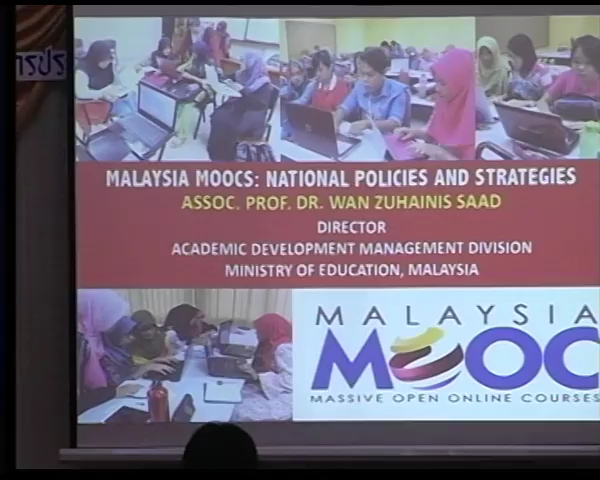 MALAYSIA MOOCS: NATIONAL POLICIES AND STRATEGIES
ASSOC. PROF. DR. WAN ZUHAINIS SAAD
DIRECTOR
ACADEMIC DEVELOPMENT MANAGEMENT DIVISION
MINISTRY OF EDUCATION, MALAYSIA
MALAYSIA
MOOC
MASSIVE OPEN ONLINE COURSES